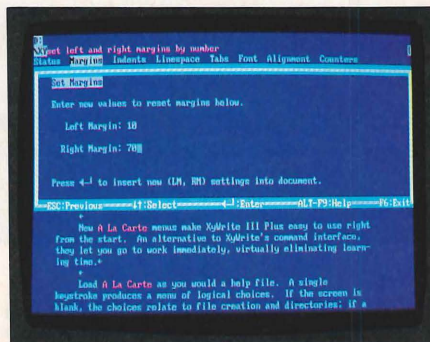 Set left and right margins by number
Status Margins Indents Linespace Tabs Font Alignment Counters
Set Margins
Enter new values to reset margins below.
Left Margin: 10
Right Margin: 70
Press ←┘ to insert new (LM, RM) settings into document.
ESC:Previous ↓↑:Select ←┘:Enter ALT-F9:Help F6:Exit
New A La Carte menus make XyWrite III Plus easy to use right
from the start. An alternative to XyWrite's command interface,
they let you go to work immediately, virtually eliminating learn-
ing time.←
Load A La Carte as you would a help file. A single
keystroke produces a menu of logical choices. If the screen is
blank, the choices relate to file creation and directories; if a